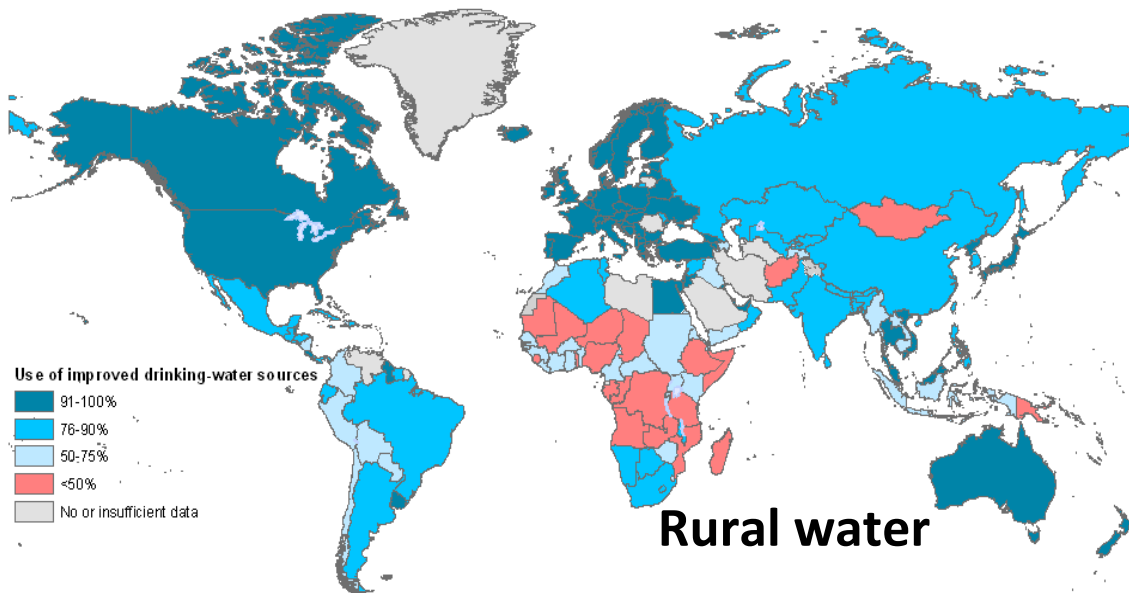 Use of improved drinking-water sources
91-100%
76-90%
50-75%
<50%
No or insufficient data
Rural water